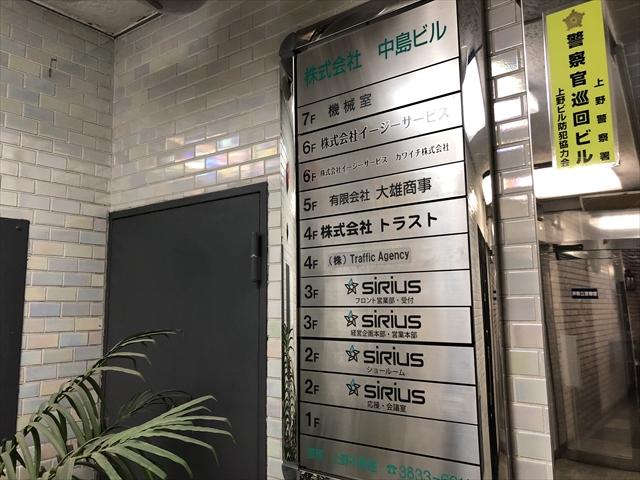 株式会社 中島ビル
7F 機械室
6F 株式会社イージーサービス
6F 株式会社イージーサービス カワイチ株式会社
5F 有限会社 大雄商事
4F 株式会社 トラスト
4F (株) Traffic Agency
3F SIRIUS
フロント営業部・受付
3F SIRIUS
経営企画本部・営業本部
2F SIRIUS
ショールーム
2F SIRIUS
応接・会議室
1F
☎3833-6
上野警察署
警察官巡回ビル
上野ビル防犯協力会